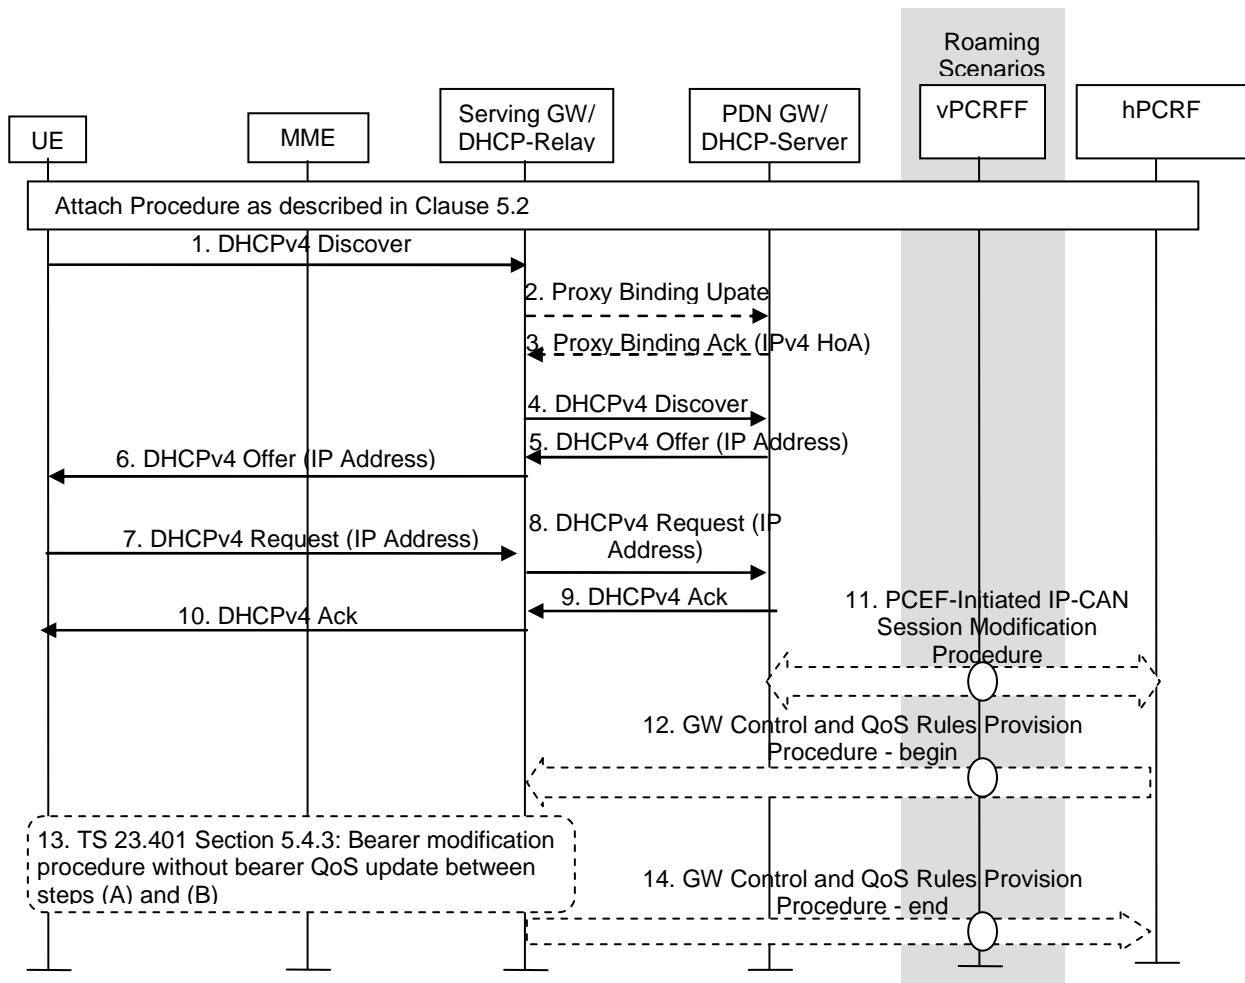 Roaming
Scenarios
UE
MME
Serving GW/
DHCP-Relay
PDN GW/
DHCP-Server
vPCRFF
hPCRF
Attach Procedure as described in Clause 5.2
1. DHCPv4 Discover
2. Proxy Binding Upate
3. Proxy Binding Ack (IPv4 HoA)
4. DHCPv4 Discover
5. DHCPv4 Offer (IP Address)
6. DHCPv4 Offer (IP Address)
7. DHCPv4 Request (IP Address)
8. DHCPv4 Request (IP
Address)
9. DHCPv4 Ack
10. DHCPv4 Ack
11. PCEF-Initiated IP-CAN
Session Modification
Procedure
12. GW Control and QoS Rules Provision
Procedure - begin
13. TS 23.401 Section 5.4.3: Bearer modification
procedure without bearer QoS update between
steps (A) and (B)
14. GW Control and QoS Rules Provision
Procedure - end